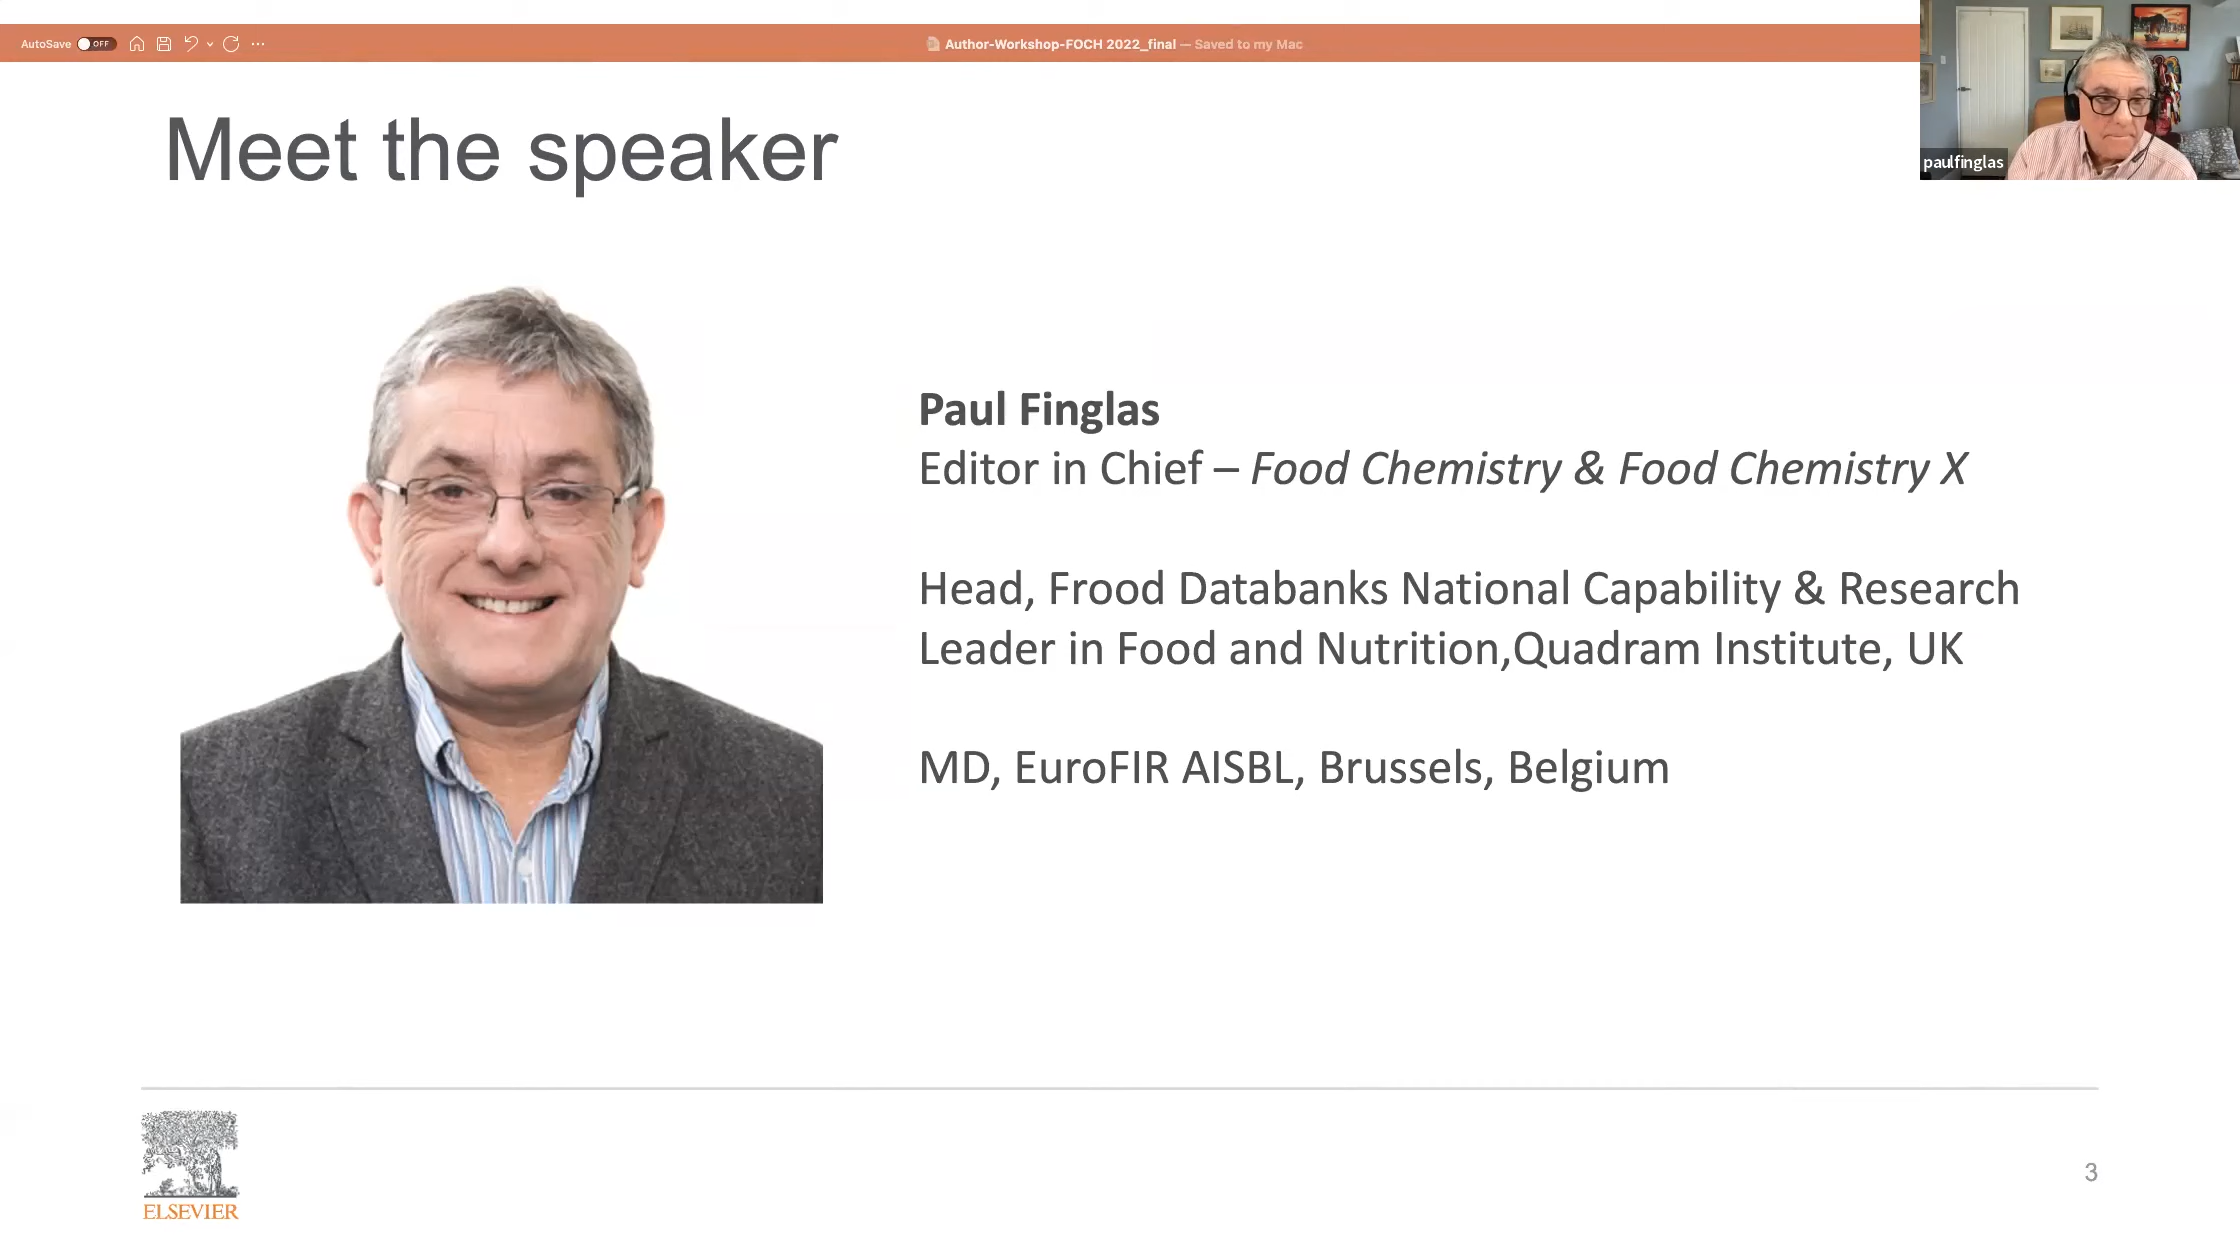 AutoSave OFF
Author-Workshop-FOCH 2022_final — Saved to my Mac
paulfinglas
Meet the speaker
Paul Finglas
Editor in Chief – Food Chemistry & Food Chemistry X
Head, Frood Databanks National Capability & Research
Leader in Food and Nutrition,Quadram Institute, UK
MD, EuroFIR AISBL, Brussels, Belgium
ELSEVIER
3